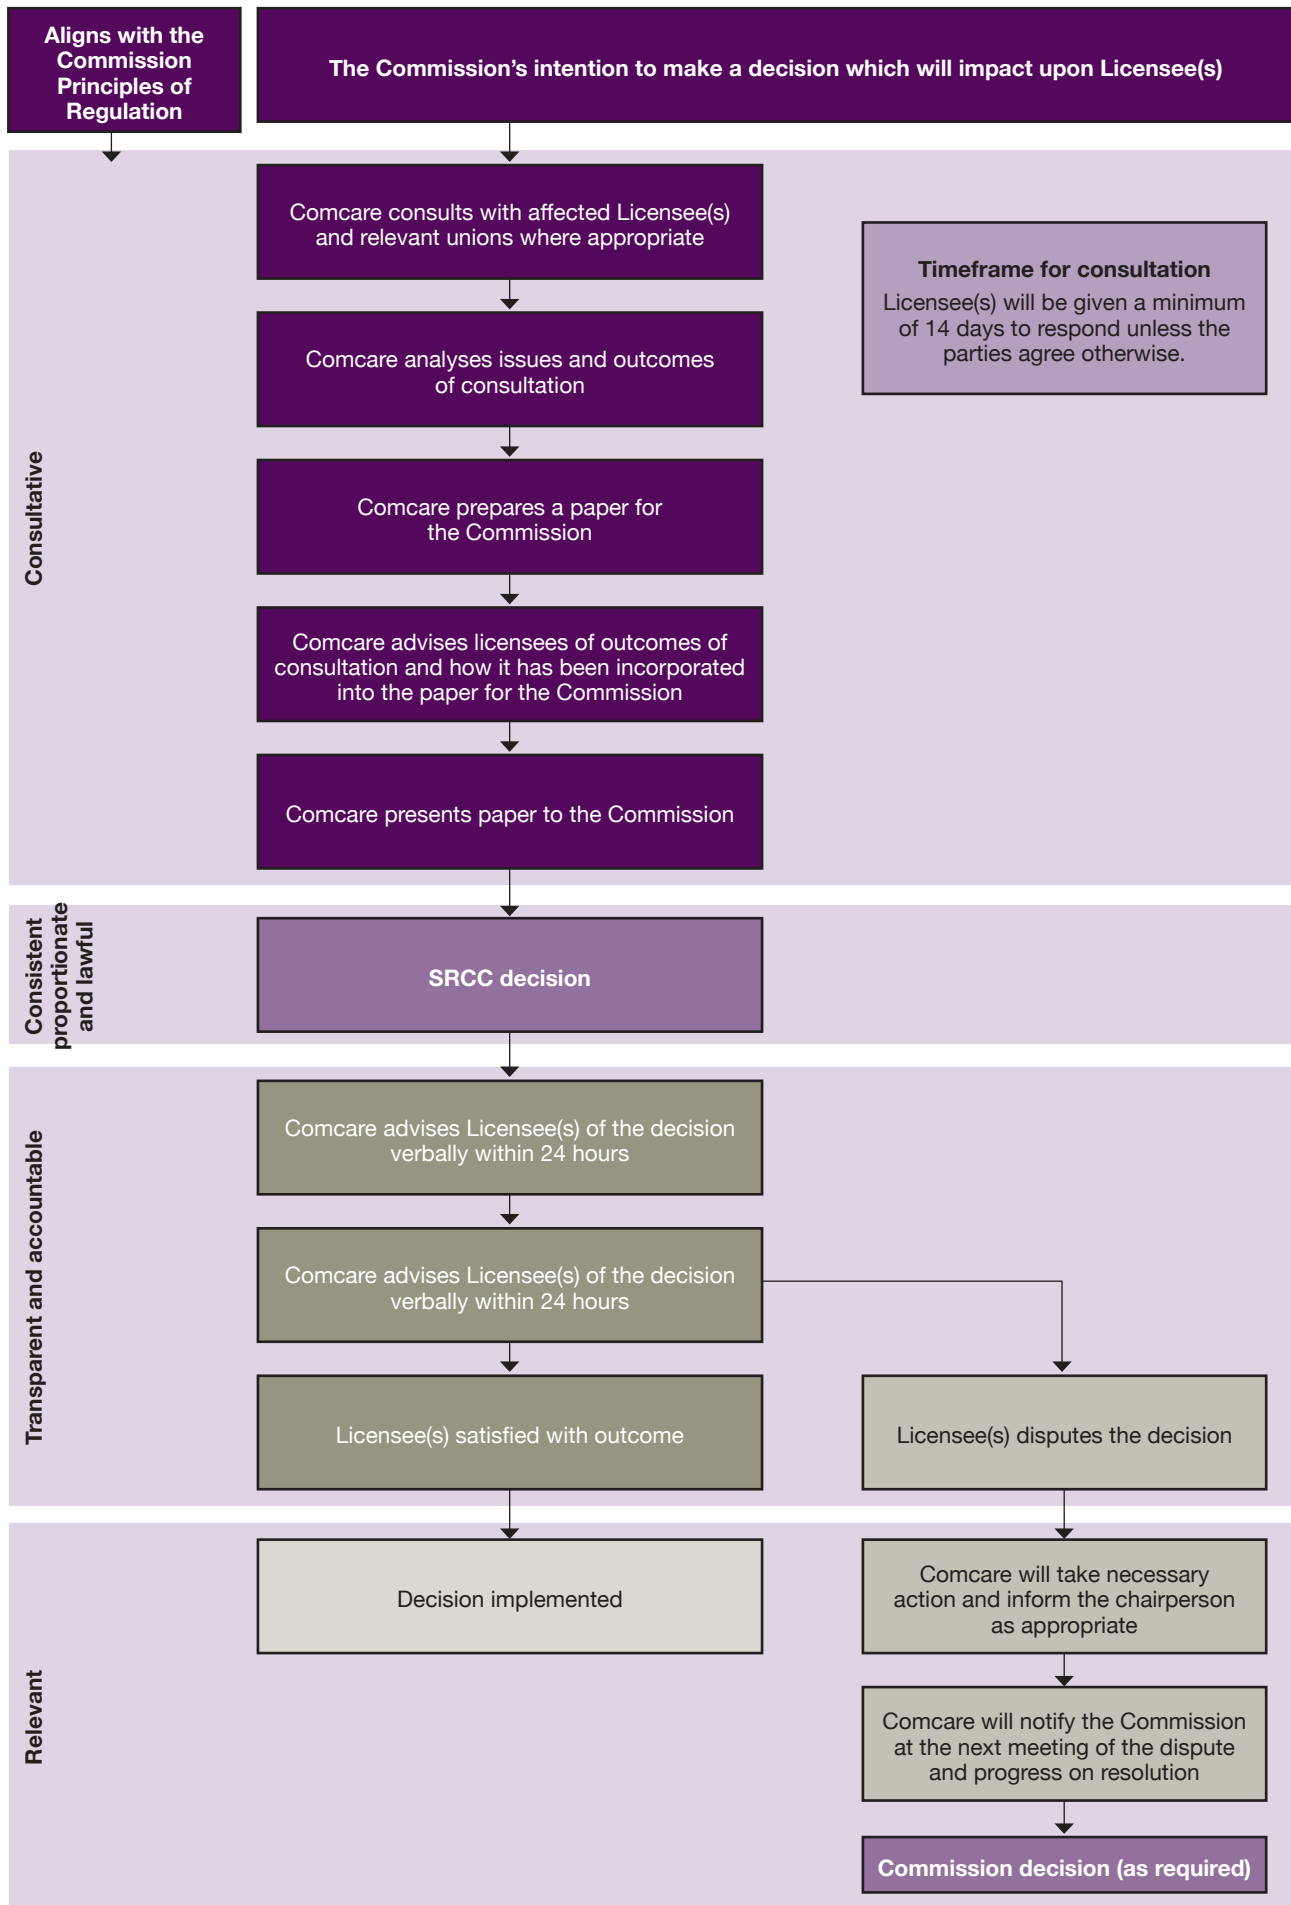 Aligns with the
Commission
Principles of
Regulation
The Commission’s intention to make a decision which will impact upon Licensee(s)
Consultative
Comcare consults with affected Licensee(s)
and relevant unions where appropriate
Timeframe for consultation
Licensee(s) will be given a minimum
of 14 days to respond unless the
parties agree otherwise.
Comcare analyses issues and outcomes
of consultation
Comcare prepares a paper for
the Commission
Comcare advises licensees of outcomes of
consultation and how it has been incorporated
into the paper for the Commission
Comcare presents paper to the Commission
Consistent
proportionate
and lawful
SRCC decision
Transparent and accountable
Comcare advises Licensee(s) of the decision
verbally within 24 hours
Comcare advises Licensee(s) of the decision
verbally within 24 hours
Licensee(s) satisfied with outcome
Licensee(s) disputes the decision
Relevant
Decision implemented
Comcare will take necessary
action and inform the chairperson
as appropriate
Comcare will notify the Commission
at the next meeting of the dispute
and progress on resolution
Commission decision (as required)